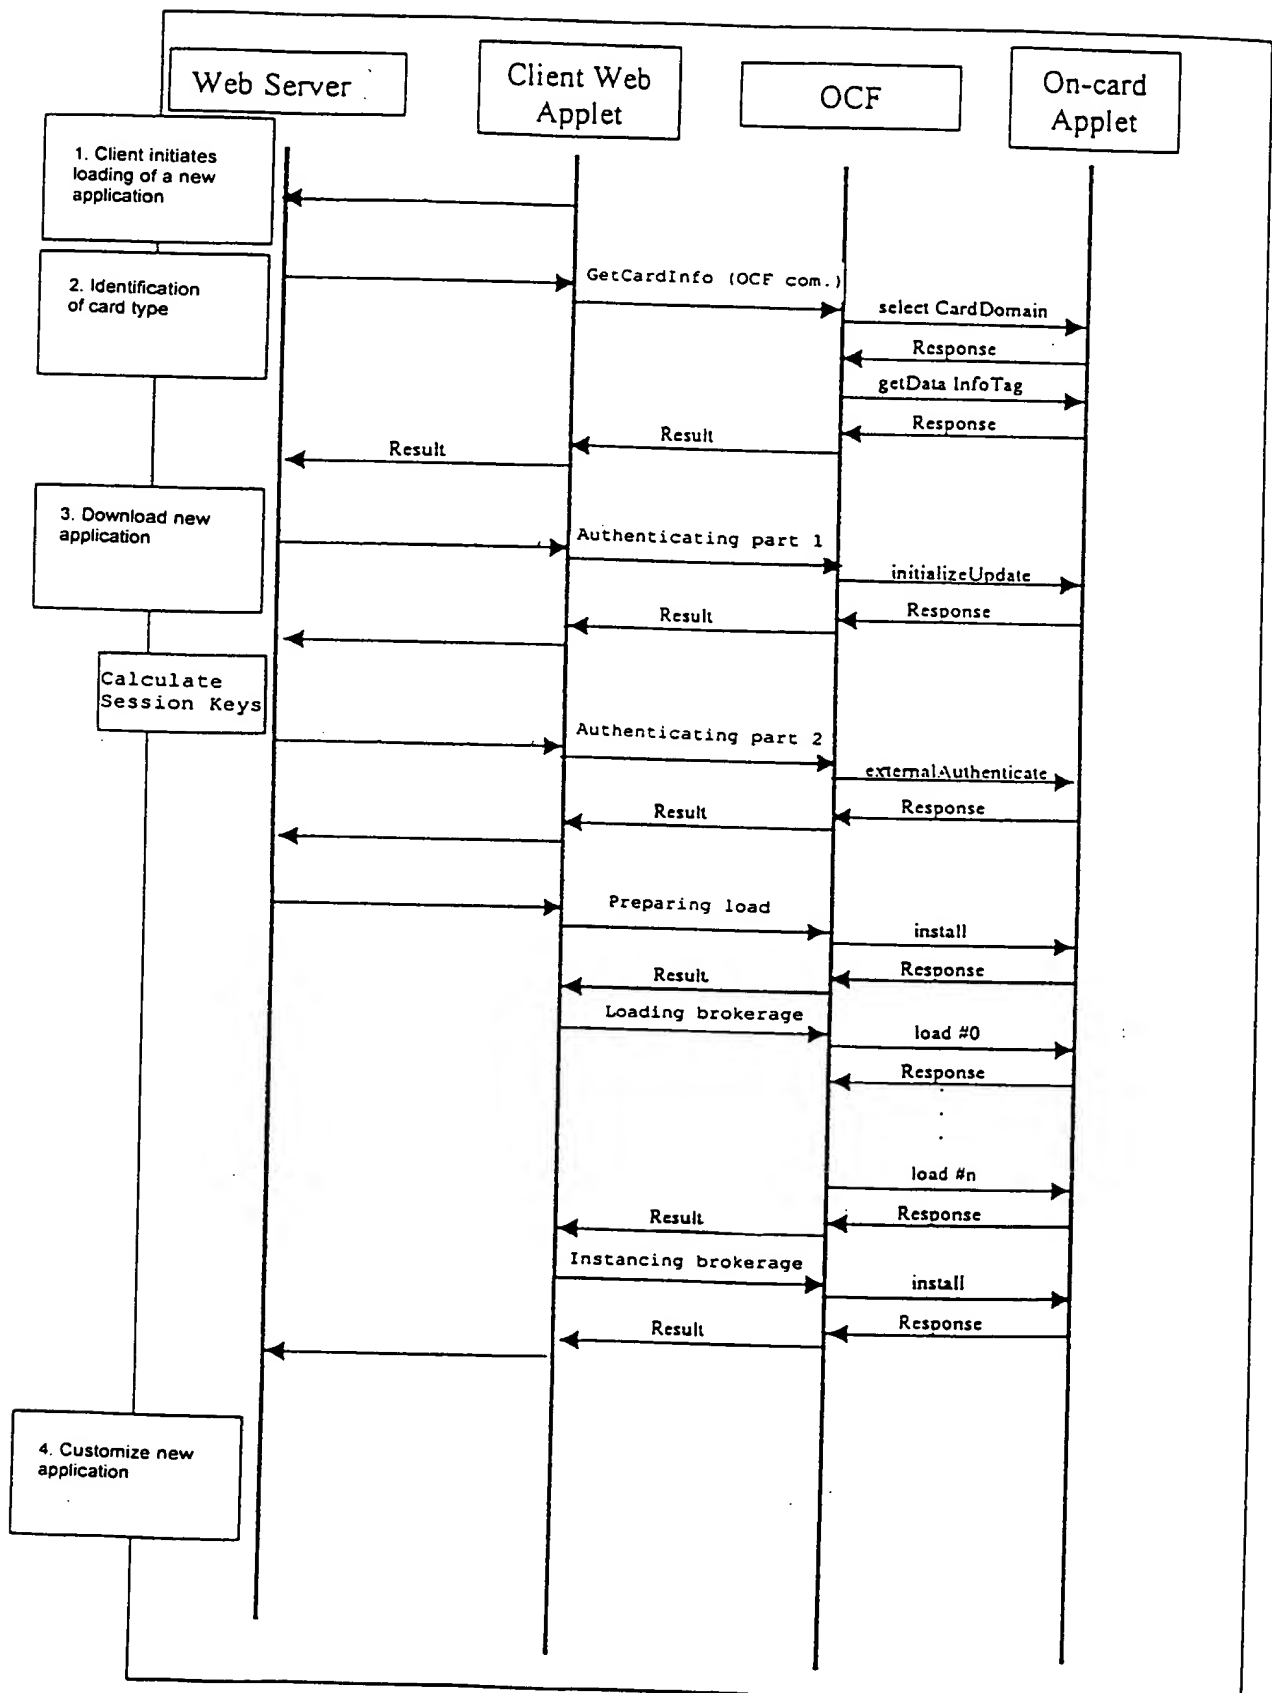 Web Server
Client Web
Applet
OCF
On-card
Applet
1. Client initiates
loading of a new
application
2. Identification
of card type
GetCardInfo (OCF com.)
select CardDomain
Response
getData InfoTag
Response
Result
Result
3. Download new
application
Authenticating part 1
initializeUpdate
Response
Result
Calculate
Session Keys
Authenticating part 2
externalAuthenticate
Response
Result
Preparing load
install
Response
Result
Loading brokerage
load #0
Response
.
.
load #n
Response
Result
Instancing brokerage
install
Response
Result
4. Customize new
application